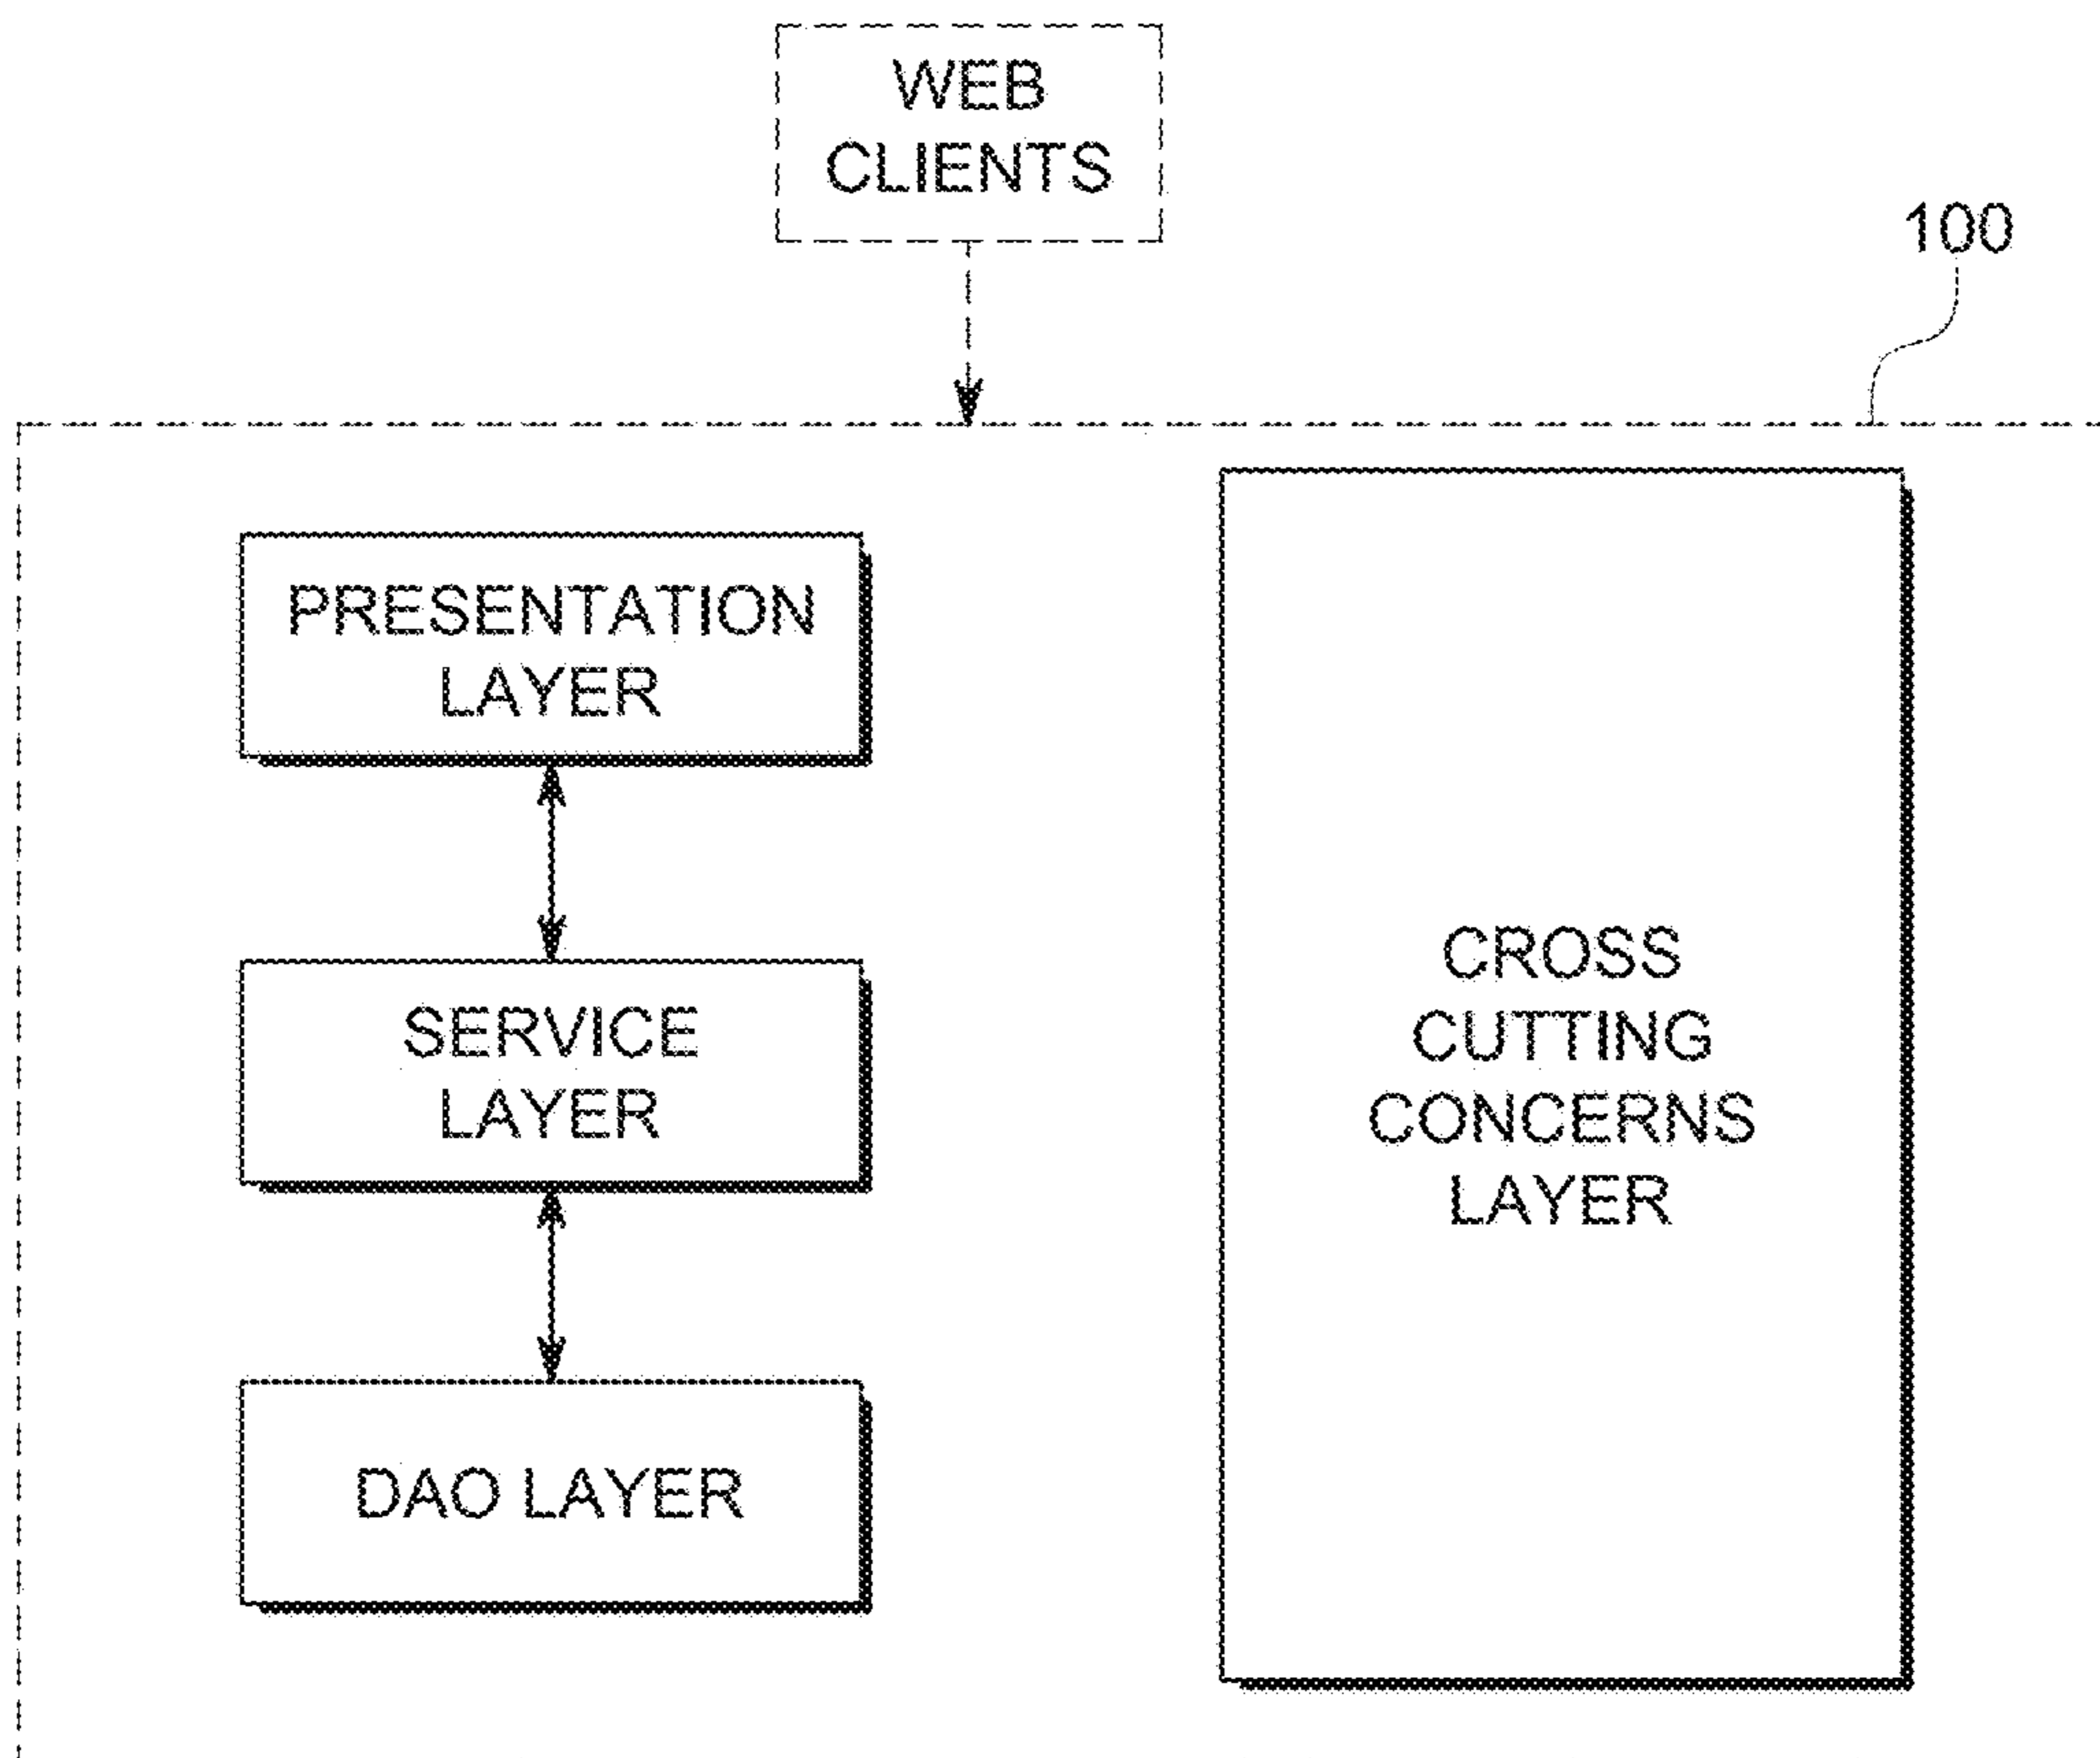 WEB
CLIENTS
100
PRESENTATION
LAYER
SERVICE
LAYER
DAO LAYER
CROSS
CUTTING
CONCERNS
LAYER